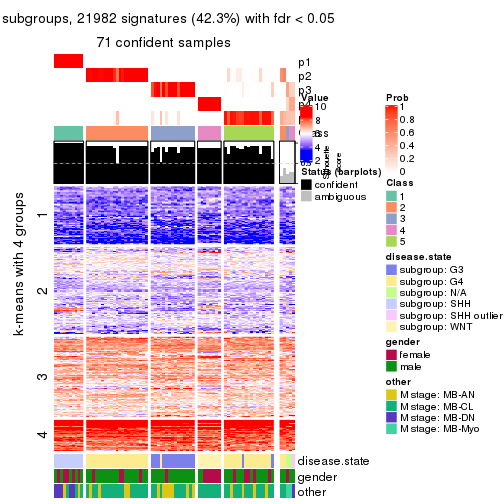 subgroups, 21982 signatures (42.3%) with fdr < 0.05
71 confident samples
p1
p2
p3
p4
Value
10
8
6
4
2
Class
Silhouette
score
Status (barplots)
confident
ambiguous
Prob
1
0.8
0.6
0.4
0.2
0
Class
1
2
3
4
5
disease.state
subgroup: G3
subgroup: G4
subgroup: N/A
subgroup: SHH
subgroup: SHH outlier
subgroup: WNT
gender
female
male
other
M stage: MB-AN
M stage: MB-CL
M stage: MB-DN
M stage: MB-Myo
k-means with 4 groups
1
2
3
4
disease.state
gender
other